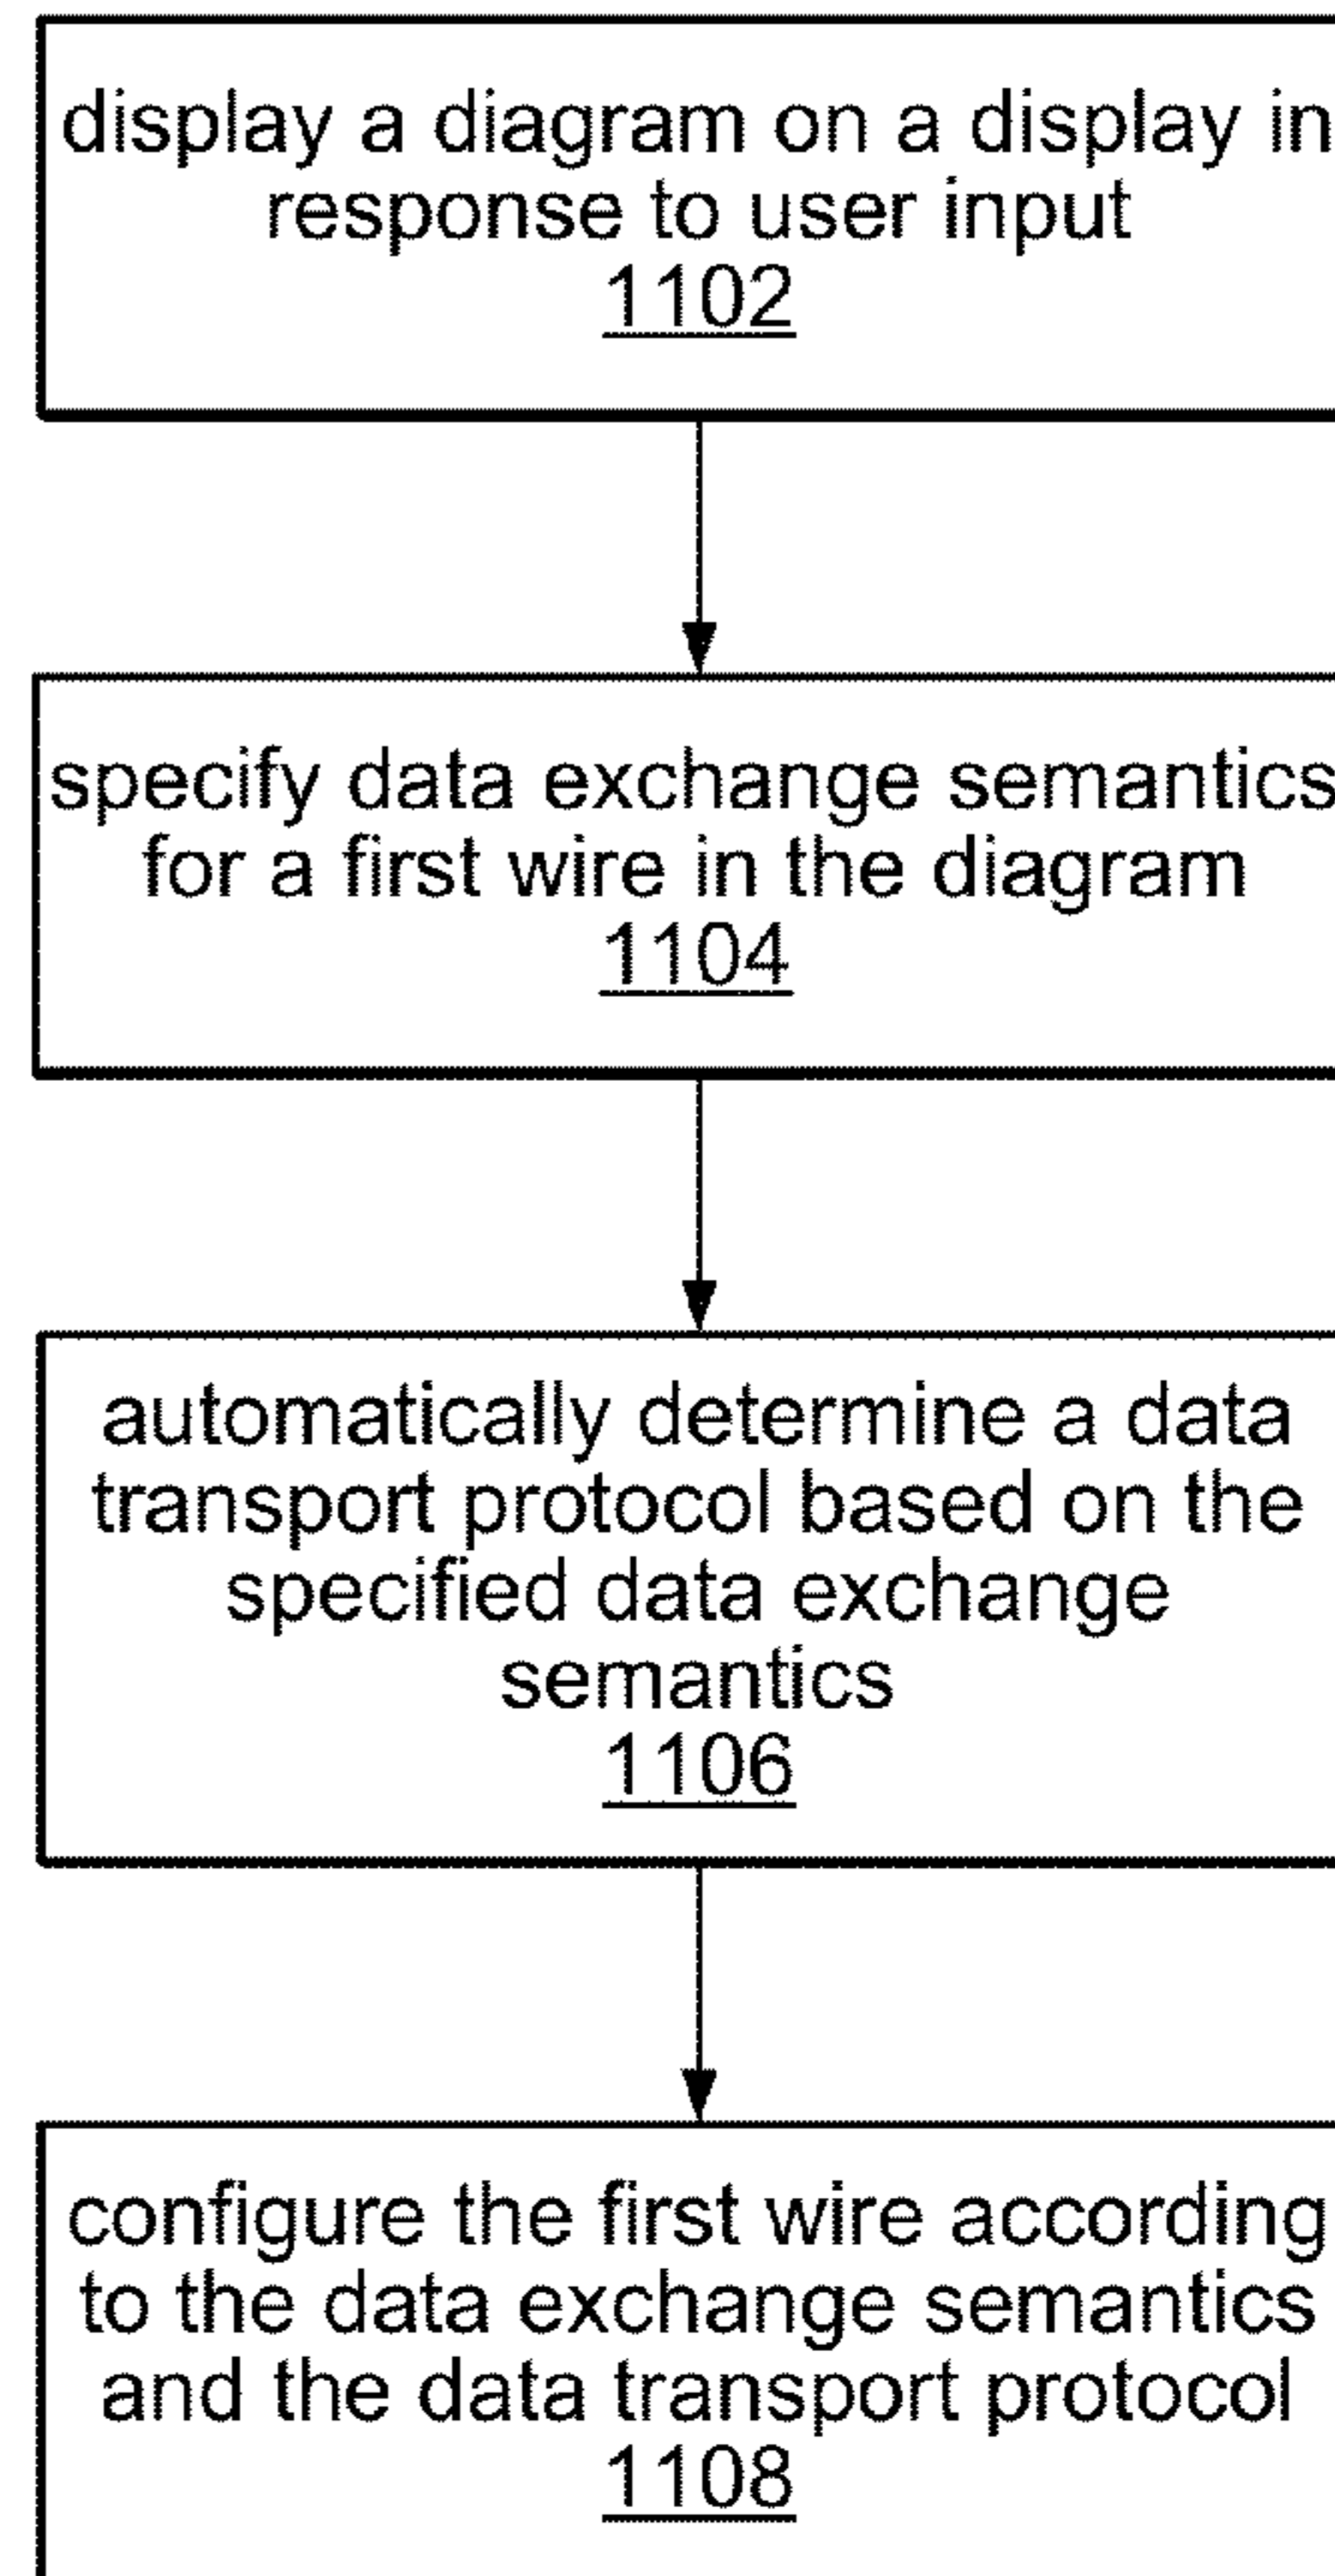 display a diagram on a display in
response to user input
1102
specify data exchange semantics
for a first wire in the diagram
1104
automatically determine a data
transport protocol based on the
specified data exchange
semantics
1106
configure the first wire according
to the data exchange semantics
and the data transport protocol
1108